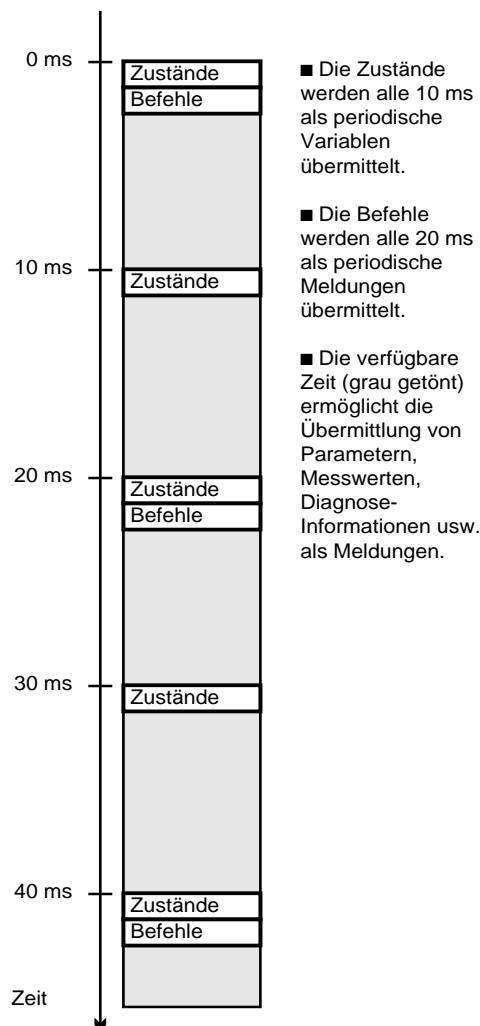 0 ms
Zustände
Befehle
10 ms
Zustände
20 ms
Zustände
Befehle
30 ms
Zustände
40 ms
Zustände
Befehle
Zeit
■ Die Zustände
werden alle 10 ms
als periodische
Variablen
übermittelt.
■ Die Befehle
werden alle 20 ms
als periodische
Meldungen
übermittelt.
■ Die verfügbare
Zeit (grau getönt)
ermöglicht die
Übermittlung von
Parametern,
Messwerten,
Diagnose-
Informationen usw.
als Meldungen.